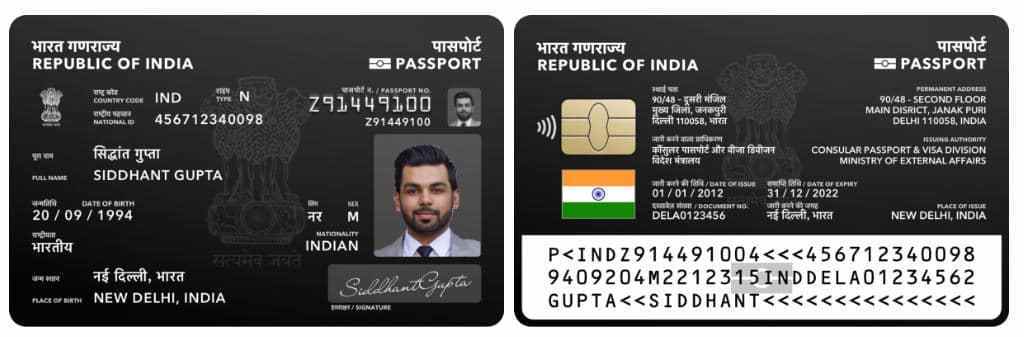 भारत गणराज्य
REPUBLIC OF INDIA
पासपोर्ट
PASSPORT
राष्ट्र कोड
COUNTRY CODE IND
टाइप
TYPE N
राष्ट्रीय पहचान
NATIONAL ID 456712340098
पासपोर्ट नं. / PASSPORT NO.
Z91449100
Z91449100
पूरा नाम
सिद्धांत गुप्ता
FULL NAME SIDDHANT GUPTA
जन्मतिथि DATE OF BIRTH
20 / 09 / 1994
लिंग SEX
नर M
राष्ट्रीयता
भारतीय
NATIONALITY
INDIAN
सत्यमेव जयते
जन्म स्थान नई दिल्ली, भारत
PLACE OF BIRTH NEW DELHI, INDIA
Siddhant Gupta
हस्ताक्षर / SIGNATURE
भारत गणराज्य
REPUBLIC OF INDIA
पासपोर्ट
PASSPORT
स्थाई पता
90/48 - दूसरी मंजिल
मुख्य जिला, जनकपुरी
दिल्ली 110058, भारत
PERMANENT ADDRESS
90/48 - SECOND FLOOR
MAIN DISRICT, JANAK PURI
DELHI 110058, INDIA
जारी करने वाला प्राधिकरण
कौंसुलर पासपोर्ट और वीजा डिवीजन
विदेश मंत्रालय
ISSUING AUTHORITY
CONSULAR PASSPORT & VISA DIVISION
MINISTRY OF EXTERNAL AFFAIRS
जारी करने की तिथि / DATE OF ISSUE
01 / 01 / 2012
समाप्ति तिथि / DATE OF EXPIRY
31 / 12 / 2022
दस्तावेज़ संख्या / DOCUMENT NO.
DELA0123456
जारी करने की जगह
नई दिल्ली, भारत
PLACE OF ISSUE
NEW DELHI, INDIA
P<INDZ914491004<<<456712340098
9409204M2212315INDDELA01234562
GUPTA<<SIDDHANT<<<<<<<<<<<<<<<